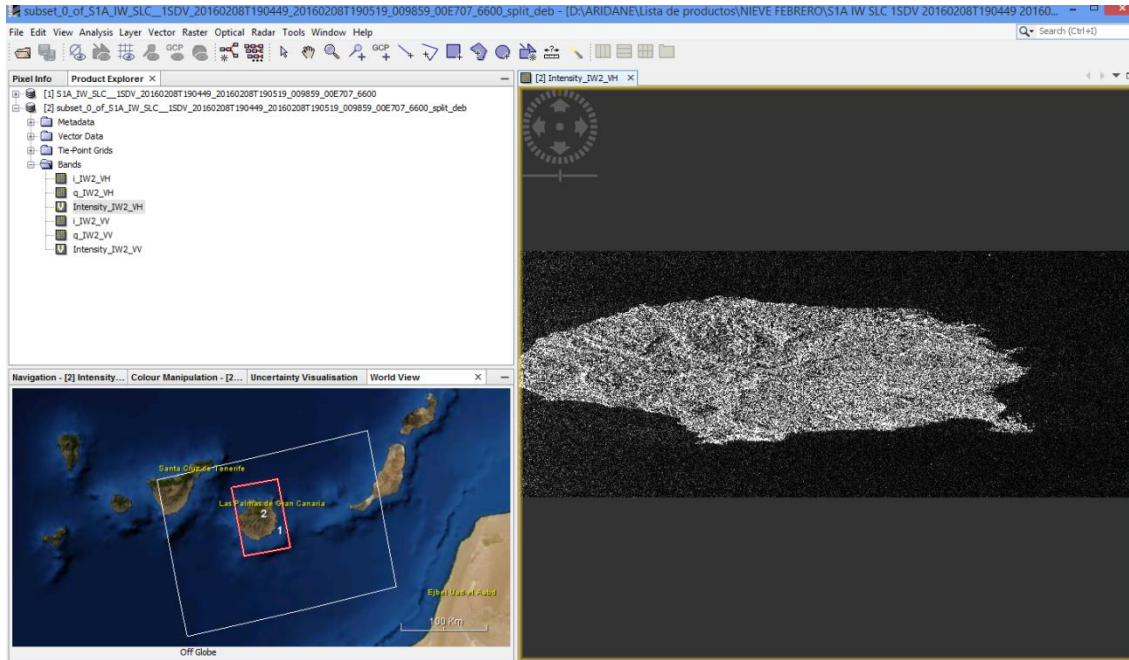 subset_0_of_S1A_IW_SLC__1SDV_20160208T190449_20160208T190519_009859_00E707_6600_split_deb - [D:\ARIDANE\Lista de productos\NIEVE FEBRERO\S1A IW SLC 1SDV 20160208T190449 20160...
File Edit View Analysis Layer Vector Raster Optical Radar Tools Window Help
Search (Ctrl+I)
GCP
GCP
Pixel Info Product Explorer ×
[2] Intensity_IW2_VH ×
[1] S1A_IW_SLC__1SDV_20160208T190449_20160208T190519_009859_00E707_6600
[2] subset_0_of_S1A_IW_SLC__1SDV_20160208T190449_20160208T190519_009859_00E707_6600_split_deb
Metadata
Vector Data
Tie-Point Grids
Bands
i_IW2_VH
q_IW2_VH
Intensity_IW2_VH
i_IW2_VV
q_IW2_VV
Intensity_IW2_VV
Navigation - [2] Intensity... Colour Manipulation - [2... Uncertainty Visualisation World View ×
Santa Cruz de Tenerife
Las Palmas de Gran Canaria
2
1
100 Km
Off Globe